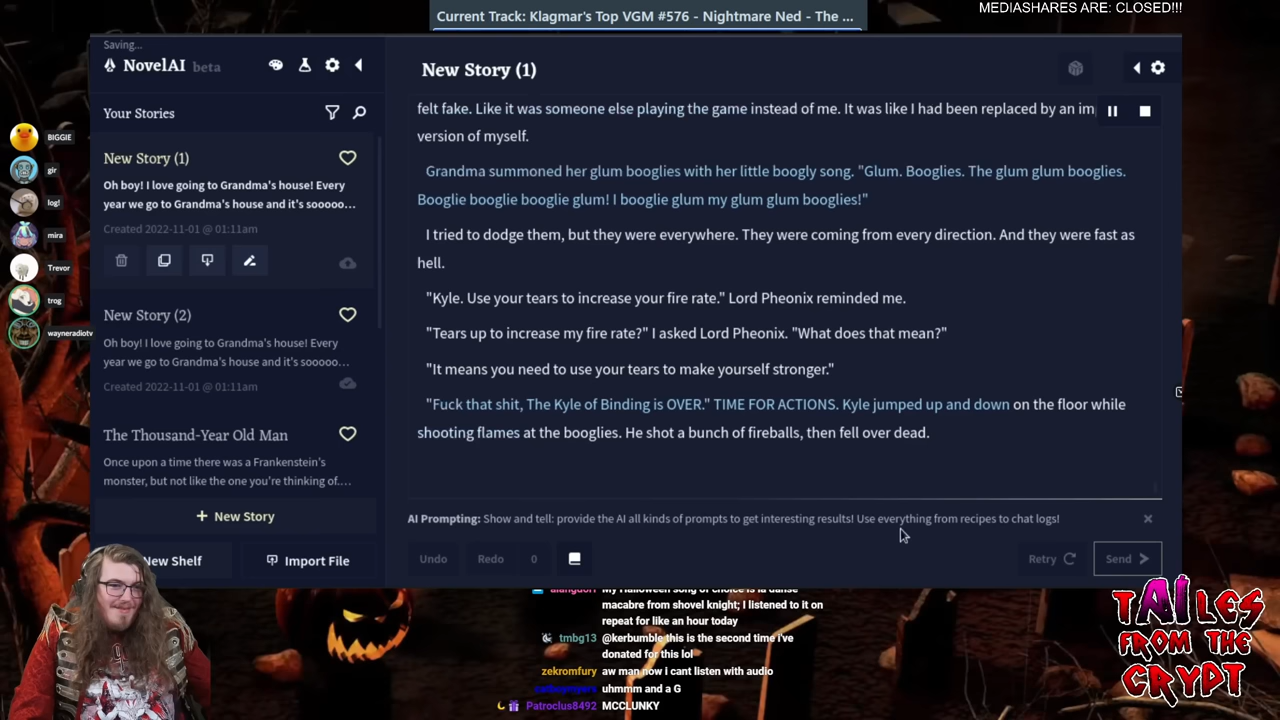 Current Track: Klagmar's Top VGM #576 - Nightmare Ned - The ...
MEDIASHARES ARE: CLOSED!!!
Saving...
NovelAI beta
New Story (1)
Your Stories
New Story (1)
Oh boy! I love going to Grandma's house! Every
year we go to Grandma's house and it's sooooo...
Created 2022-11-01 @ 01:11am
New Story (2)
Oh boy! I love going to Grandma's house! Every
year we go to Grandma's house and it's sooooo...
Created 2022-11-01 @ 01:11am
The Thousand-Year Old Man
Once upon a time there was a Frankenstein's
monster, but not like the one you're thinking of....
+ New Story
New Shelf
Import File
BIGGIE
gir
log!
mira
Trevor
trog
wayneradiotv
felt fake. Like it was someone else playing the game instead of me. It was like I had been replaced by an im
version of myself.
Grandma summoned her glum booglies with her little boogly song. "Glum. Booglies. The glum glum booglies.
Booglie booglie booglie glum! I booglie glum my glum glum booglies!"
I tried to dodge them, but they were everywhere. They were coming from every direction. And they were fast as
hell.
"Kyle. Use your tears to increase your fire rate." Lord Pheonix reminded me.
"Tears up to increase my fire rate?" I asked Lord Pheonix. "What does that mean?"
"It means you need to use your tears to make yourself stronger."
"Fuck that shit, The Kyle of Binding is OVER." TIME FOR ACTIONS. Kyle jumped up and down on the floor while
shooting flames at the booglies. He shot a bunch of fireballs, then fell over dead.
AI Prompting: Show and tell: provide the AI all kinds of prompts to get interesting results! Use everything from recipes to chat logs!
Undo
Redo
0
Retry
Send
My Halloween song of choice is la danse
macabre from shovel knight; I listened to it on
repeat for like an hour today
tmbg13 @kerbumble this is the second time i've
donated for this lol
zekromfury aw man now i cant listen with audio
uhmmm and a G
Patroclus8492 MCCLUNKY
TAILES
FROM THE
CRYPT